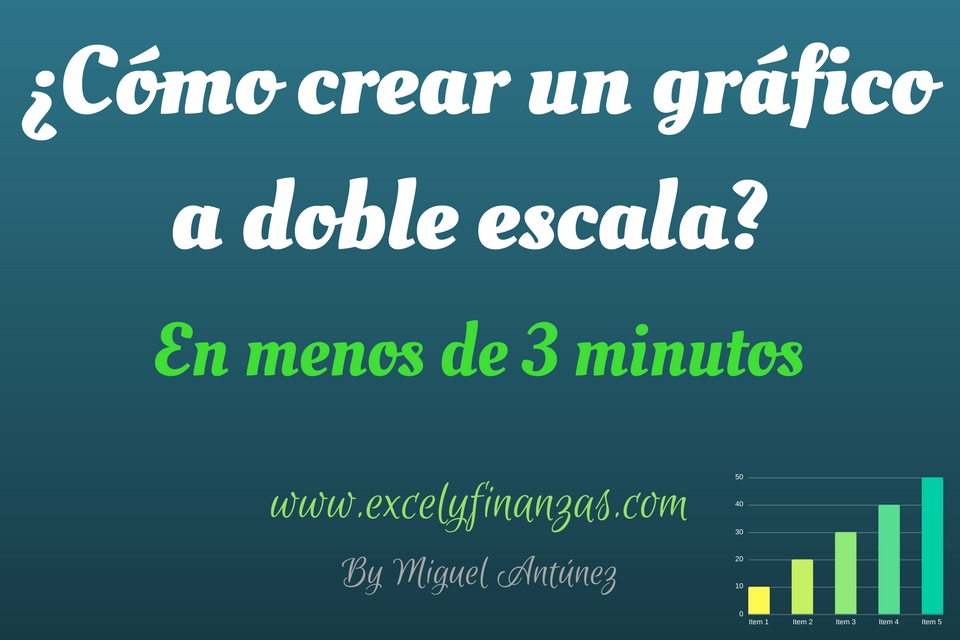 ¿Cómo crear un gráfico
a doble escala?
En menos de 3 minutos
www.excelyfinanzas.com
By Miguel Antúnez
50
40
30
20
10
0
Item 1 Item 2 Item 3 Item 4 Item 5